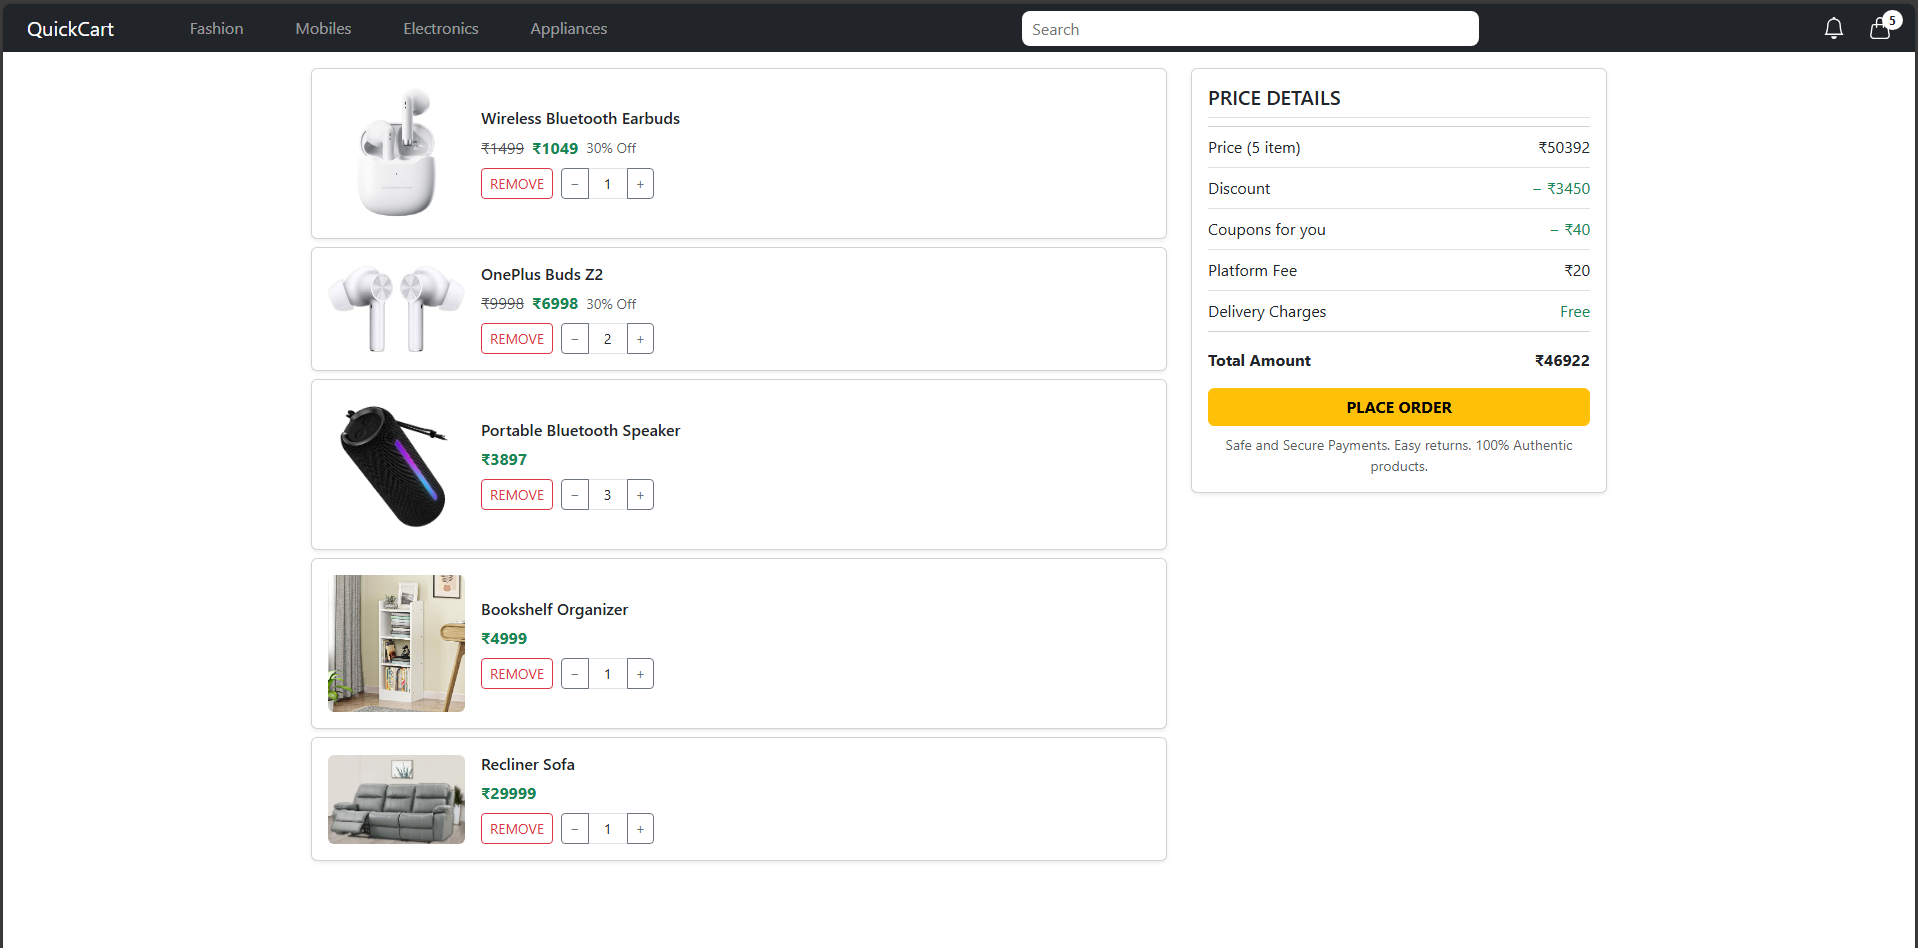 QuickCart Fashion Mobiles Electronics Appliances Search 5
Wireless Bluetooth Earbuds
₹1499 ₹1049 30% Off
REMOVE − 1 +
OnePlus Buds Z2
₹9998 ₹6998 30% Off
REMOVE − 2 +
Portable Bluetooth Speaker
₹3897
REMOVE − 3 +
Bookshelf Organizer
₹4999
REMOVE − 1 +
Recliner Sofa
₹29999
REMOVE − 1 +
PRICE DETAILS
Price (5 item) ₹50392
Discount − ₹3450
Coupons for you − ₹40
Platform Fee ₹20
Delivery Charges Free
Total Amount ₹46922
PLACE ORDER
Safe and Secure Payments. Easy returns. 100% Authentic
products.